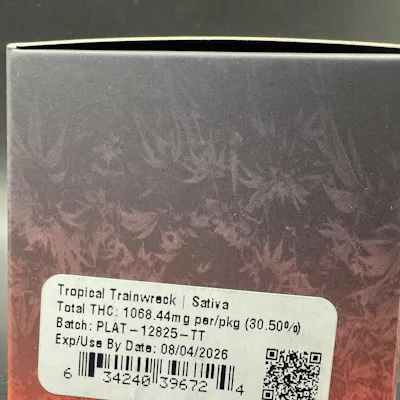 Tropical Trainwreck | Sativa
Total THC: 1068.44mg per/pkg (30.50%)
Batch: PLAT-12825-TT
Exp/Use By Date: 08/04/2026
6 34240 39672 4